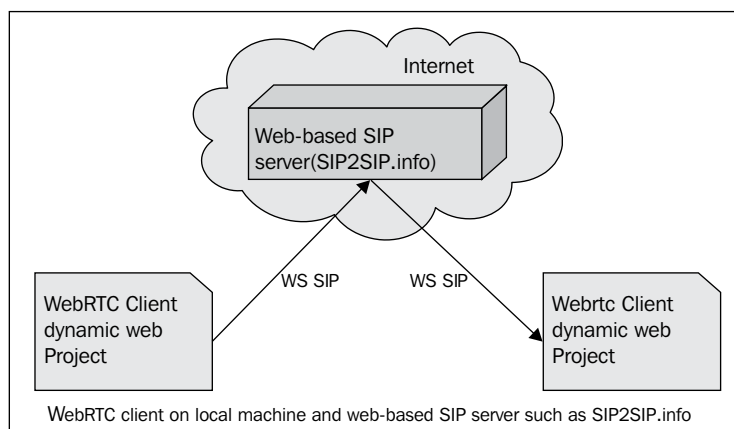 Internet
Web-based SIP
server(SIP2SIP.info)
WS SIP
WS SIP
WebRTC Client
dynamic web
Project
Webrtc Client
dynamic web
Project
WebRTC client on local machine and web-based SIP server such as SIP2SIP.info